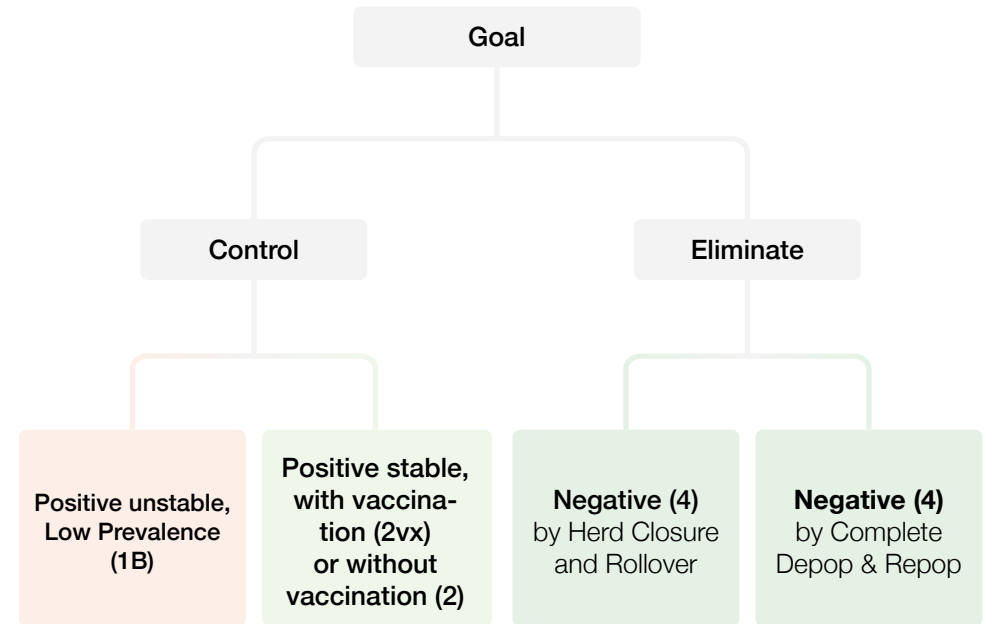 Goal
Control
Eliminate
Positive unstable,
Low Prevalence
(1B)
Positive stable,
with vaccina-
tion (2vx)
or without
vaccination (2)
Negative (4)
by Herd Closure
and Rollover
Negative (4)
by Complete
Depop & Repop